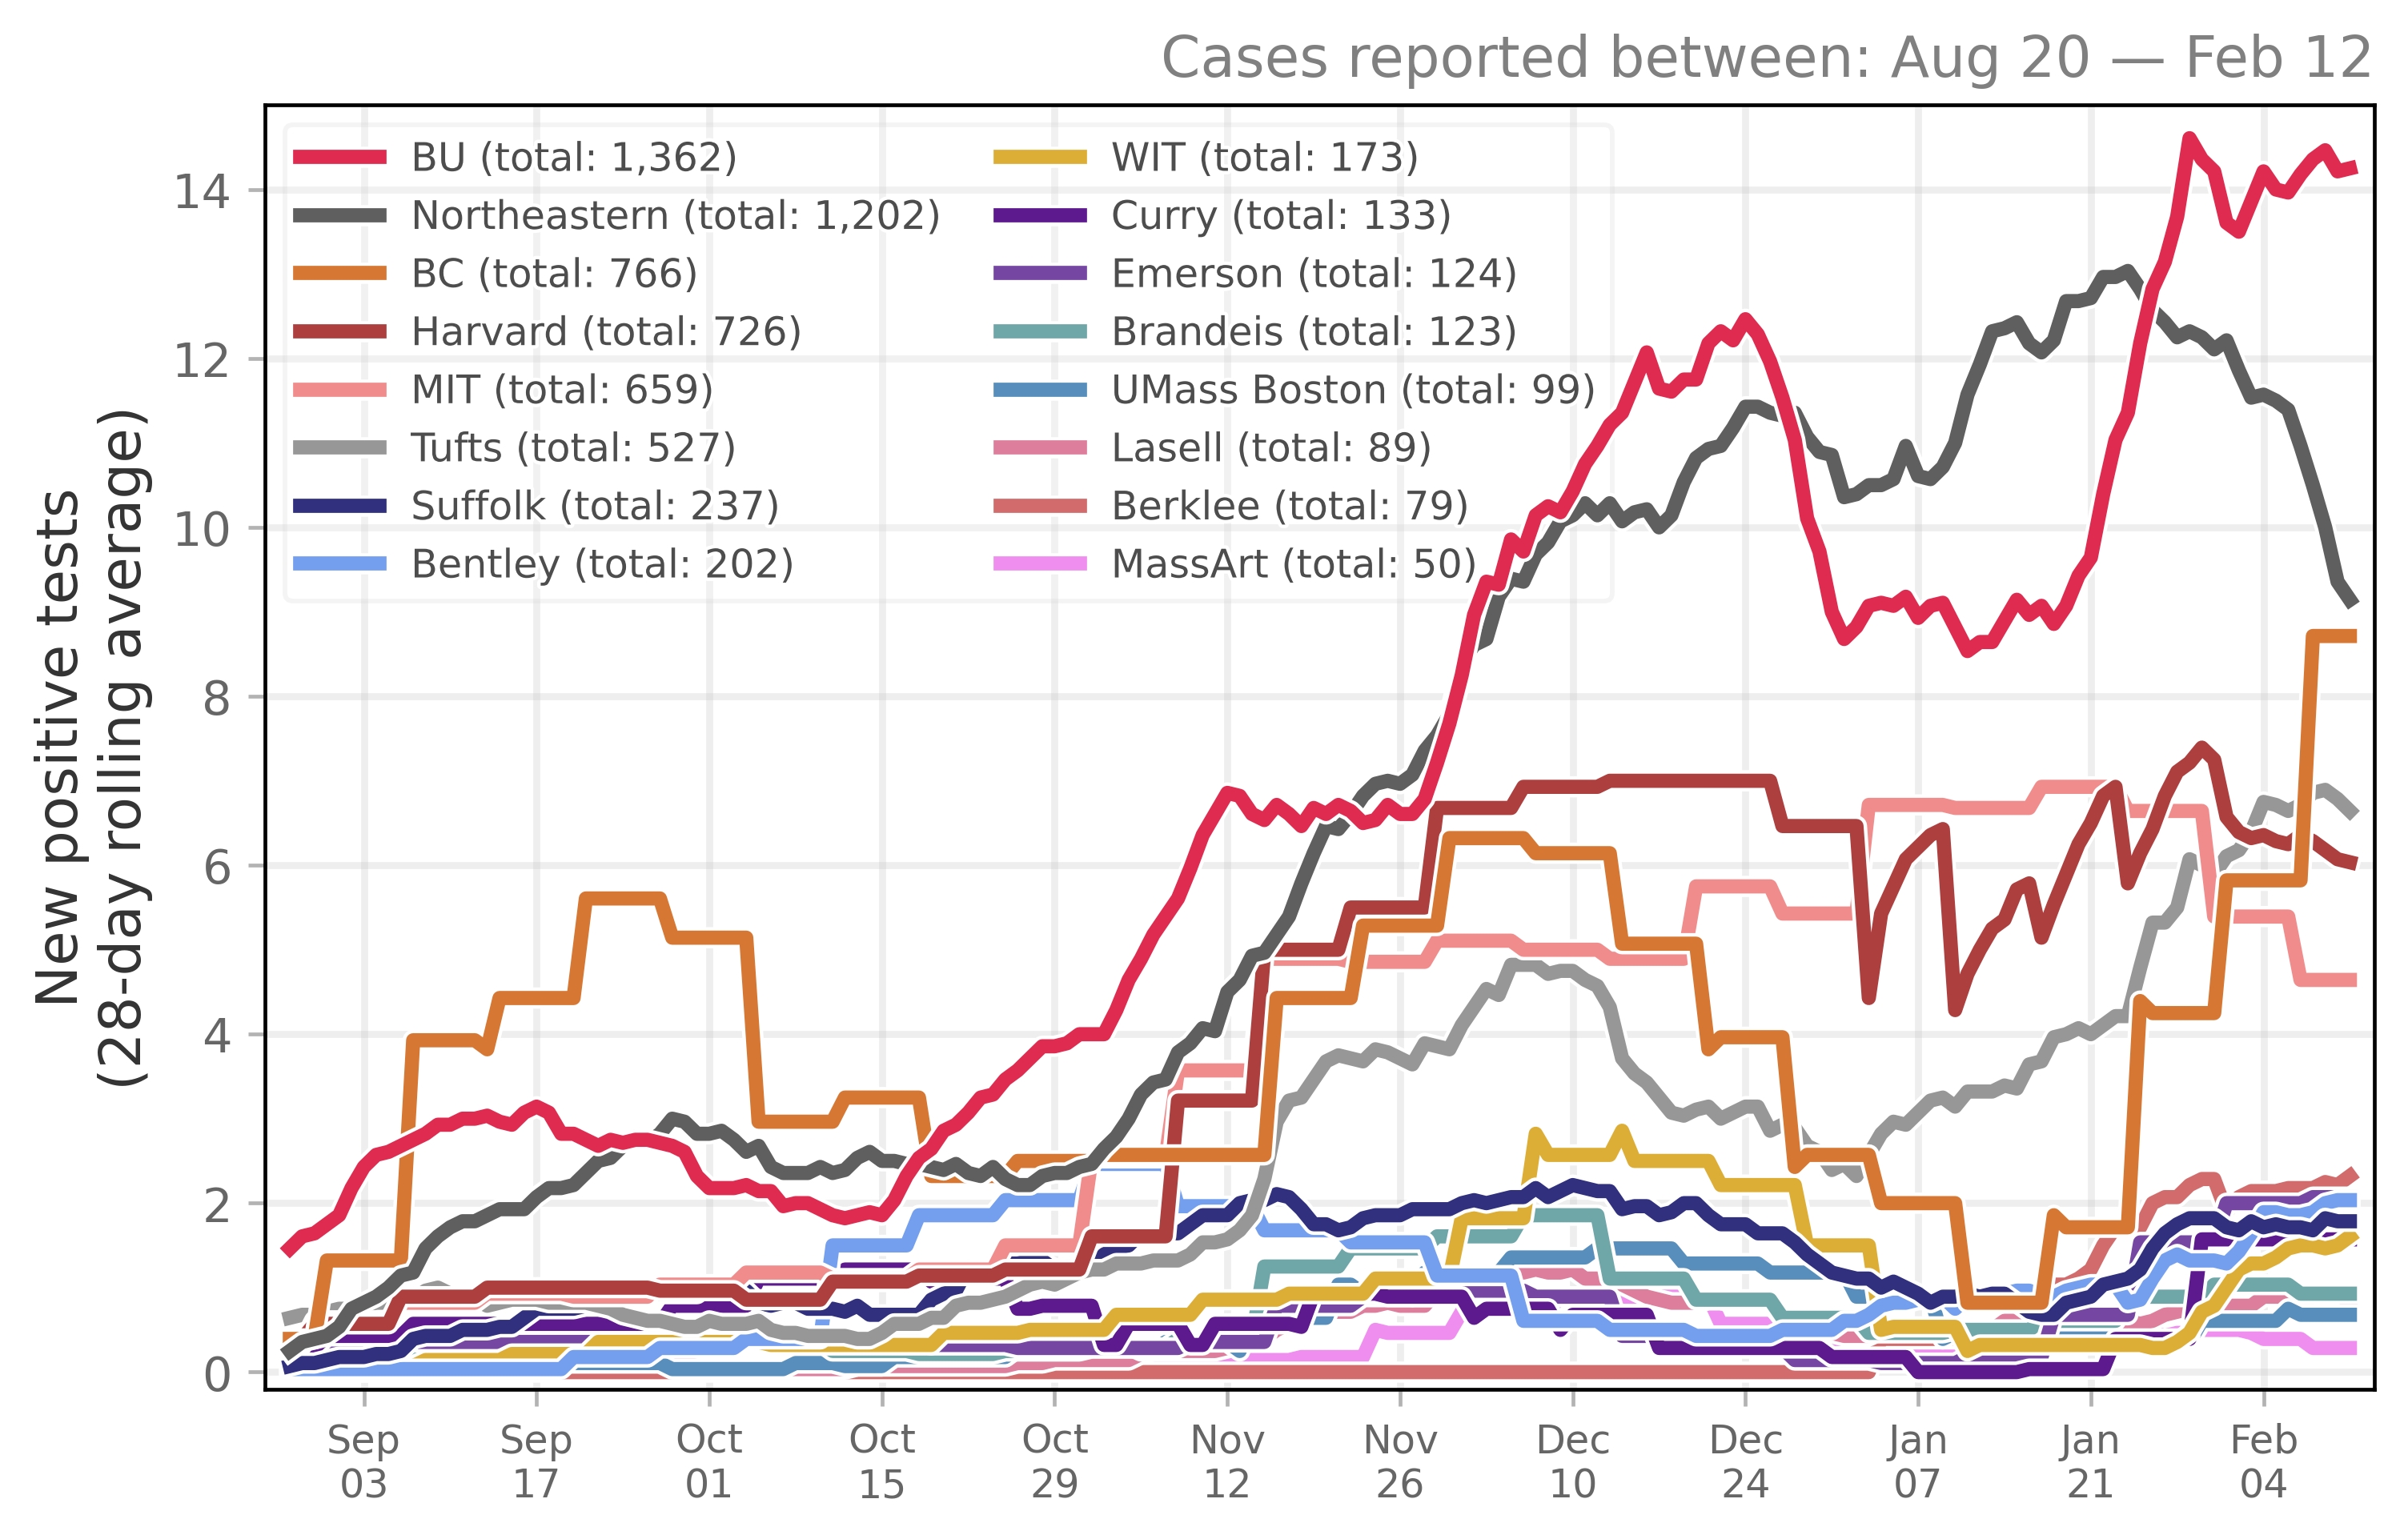 Cases reported between: Aug 20 — Feb 12
New positive tests
(28-day rolling average)
BU (total: 1,362)
Northeastern (total: 1,202)
BC (total: 766)
Harvard (total: 726)
MIT (total: 659)
Tufts (total: 527)
Suffolk (total: 237)
Bentley (total: 202)
WIT (total: 173)
Curry (total: 133)
Emerson (total: 124)
Brandeis (total: 123)
UMass Boston (total: 99)
Lasell (total: 89)
Berklee (total: 79)
MassArt (total: 50)
14
12
10
8
6
4
2
0
Sep
03
Sep
17
Oct
01
Oct
15
Oct
29
Nov
12
Nov
26
Dec
10
Dec
24
Jan
07
Jan
21
Feb
04